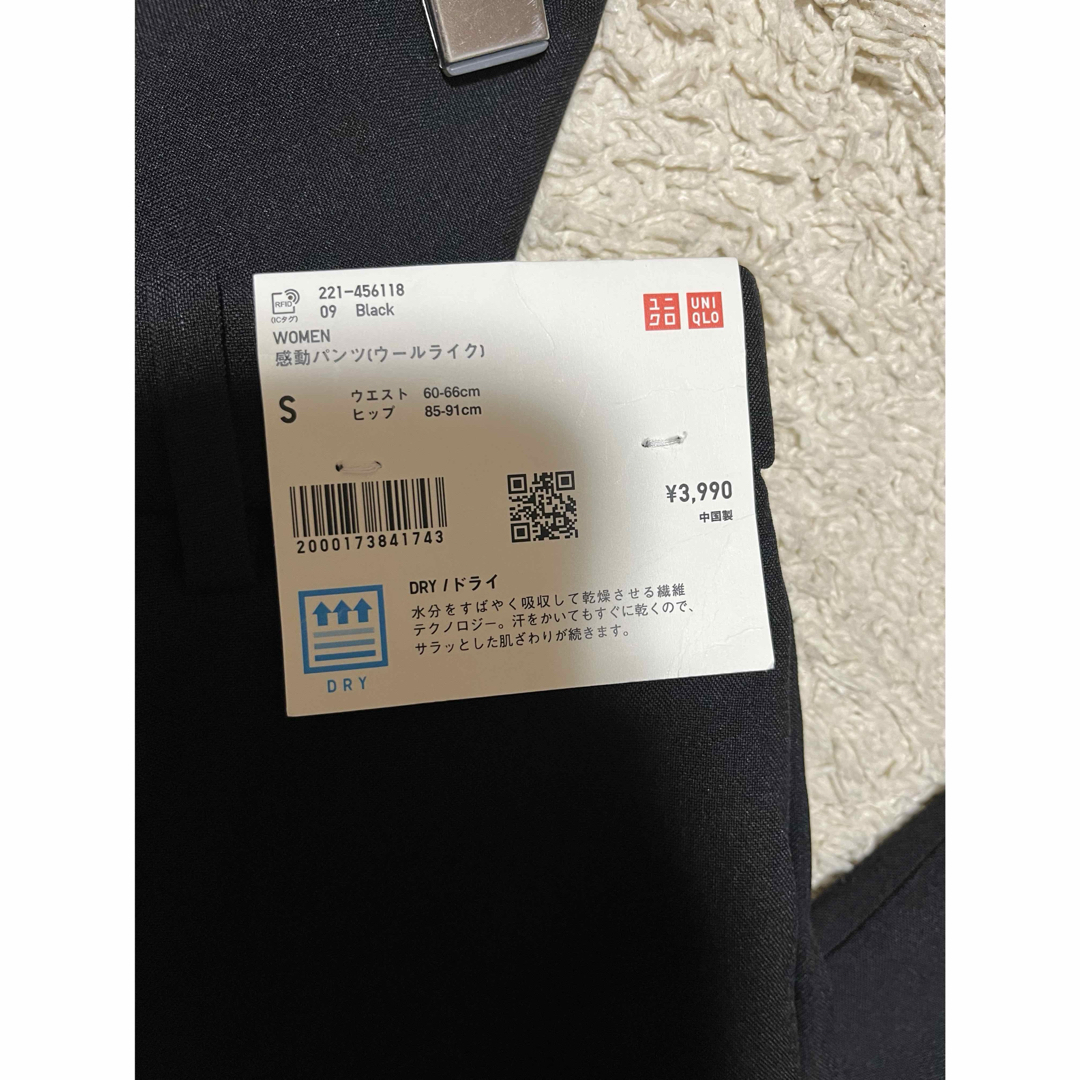 RFID
(ICタグ)
221-456118
09 Black
ユニクロ
UNIQLO
WOMEN
感動パンツ(ウールライク)
S
ウエスト 60-66cm
ヒップ 85-91cm
¥3,990
中国製
2000173841743
DRY /ドライ
水分をすばやく吸収して乾燥させる繊維
テクノロジー。汗をかいてもすぐに乾くので、
サラッとした肌ざわりが続きます。
DRY